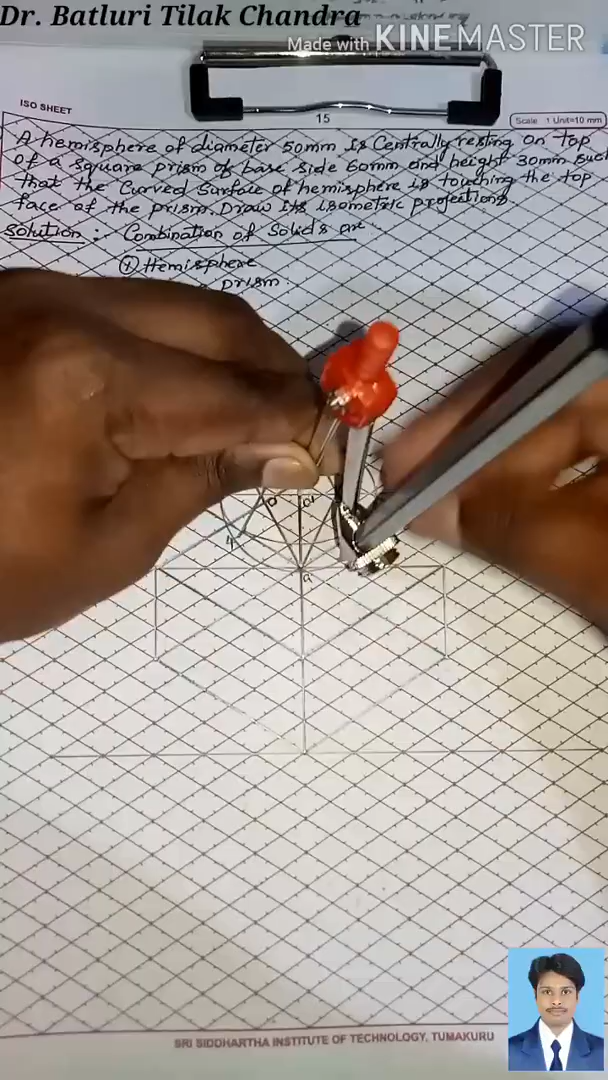 Dr. Batluri Tilak Chandra
Made with KINEMASTER
ISO SHEET
15
Scale 1 Unit=10 mm
A hemisphere of diameter 50mm is Centrally resting on top
of a square prism of base side 60mm and height 30mm such
that the Curved Surface of hemisphere is touching the top
face of the prism. Draw its isometric projections
Solution : Combination of Solids are
① Hemisphere
prism
SRI SIDDHARTHA INSTITUTE OF TECHNOLOGY, TUMAKURU